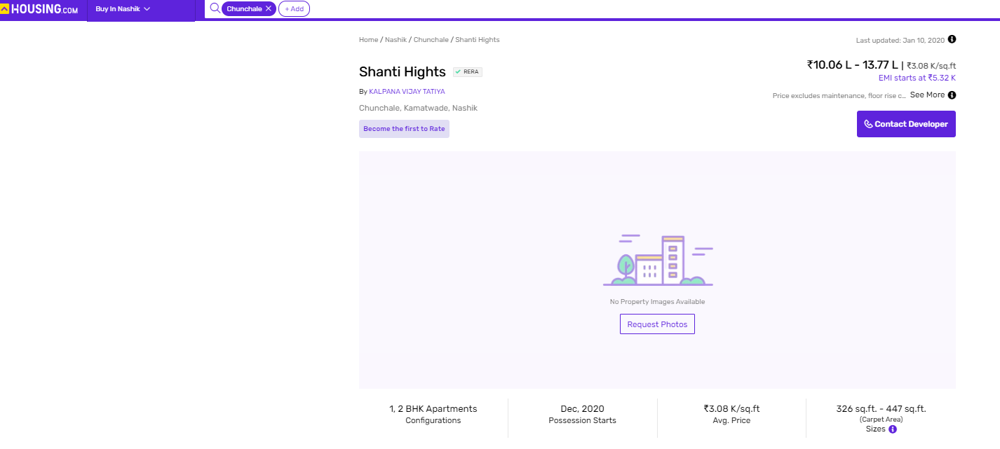 HOUSING.COM
Buy In Nashik
Chunchale
+ Add
Home / Nashik / Chunchale / Shanti Hights
Last updated: Jan 10, 2020
Shanti Hights
RERA
₹10.06 L - 13.77 L | ₹3.08 K/sq.ft
EMI starts at ₹5.32 K
By KALPANA VIJAY TATIYA
Price excludes maintenance, floor rise c... See More
Chunchale, Kamatwade, Nashik
Contact Developer
Become the first to Rate
No Property Images Available
Request Photos
1, 2 BHK Apartments
Configurations
Dec, 2020
Possession Starts
₹3.08 K/sq.ft
Avg. Price
326 sq.ft. - 447 sq.ft.
(Carpet Area)
Sizes